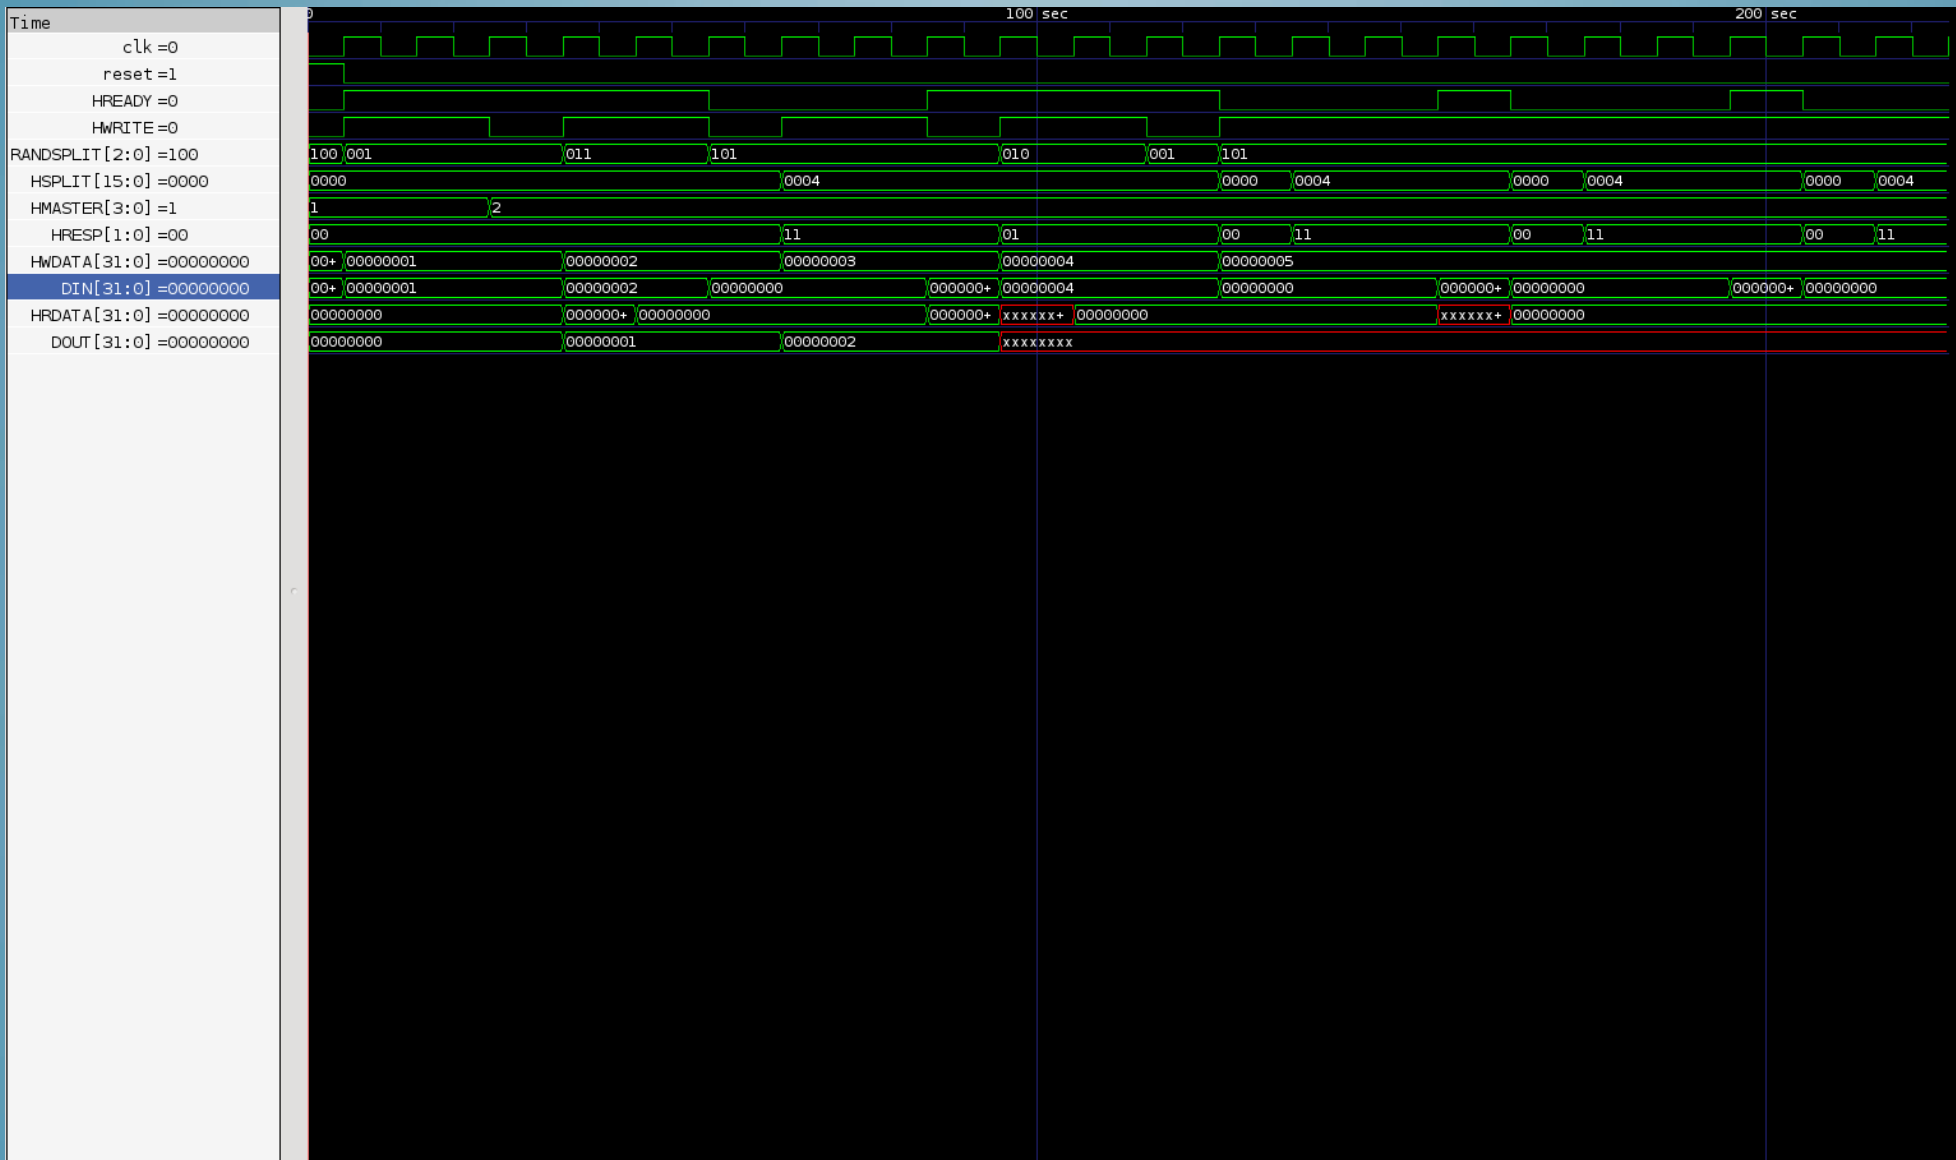 0 100 sec 200 sec
Time
clk =0
reset =1
HREADY =0
HWRITE =0
RANDSPLIT[2:0] =100 100 001 011 101 010 001 101
HSPLIT[15:0] =0000 0000 0004 0000 0004 0000 0004 0000 0004
HMASTER[3:0] =1 1 2
HRESP[1:0] =00 00 11 01 00 11 00 11 00 11
HWDATA[31:0] =00000000 00+ 00000001 00000002 00000003 00000004 00000005
DIN[31:0] =00000000 00+ 00000001 00000002 00000000 000000+ 00000004 00000000 000000+ 00000000 000000+ 00000000
HRDATA[31:0] =00000000 00000000 000000+ 00000000 000000+ xxxxxx+ 00000000 xxxxxx+ 00000000
DOUT[31:0] =00000000 00000000 00000001 00000002 xxxxxxxx